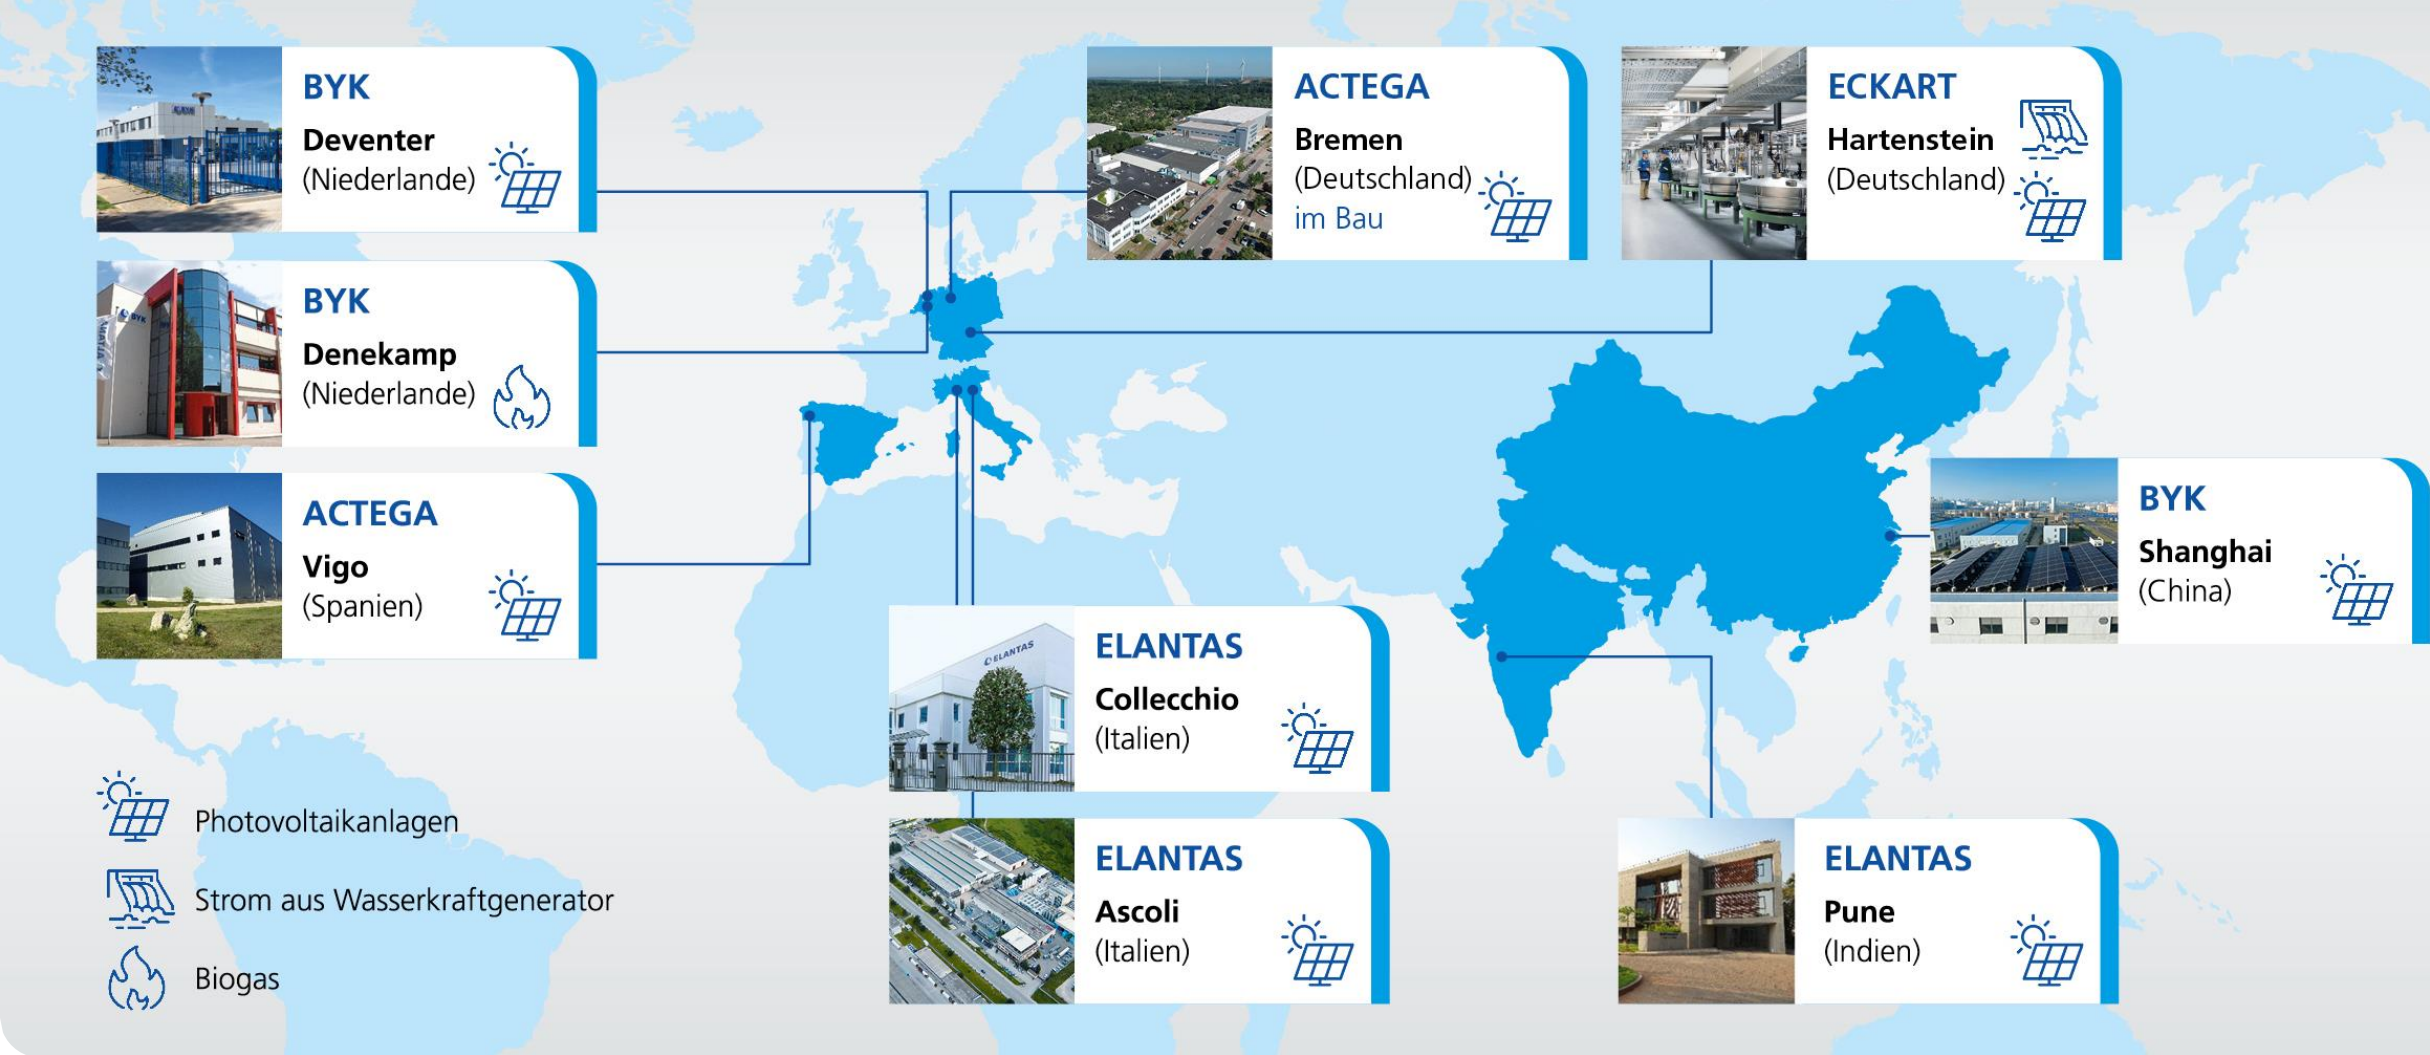 BYK
Deventer
(Niederlande)
BYK
Denekamp
(Niederlande)
ACTEGA
Vigo
(Spanien)
ACTEGA
Bremen
(Deutschland)
im Bau
ECKART
Hartenstein
(Deutschland)
BYK
Shanghai
(China)
ELANTAS
ELANTAS
Collecchio
(Italien)
ELANTAS
Ascoli
(Italien)
ELANTAS
Pune
(Indien)
Photovoltaikanlagen
Strom aus Wasserkraftgenerator
Biogas